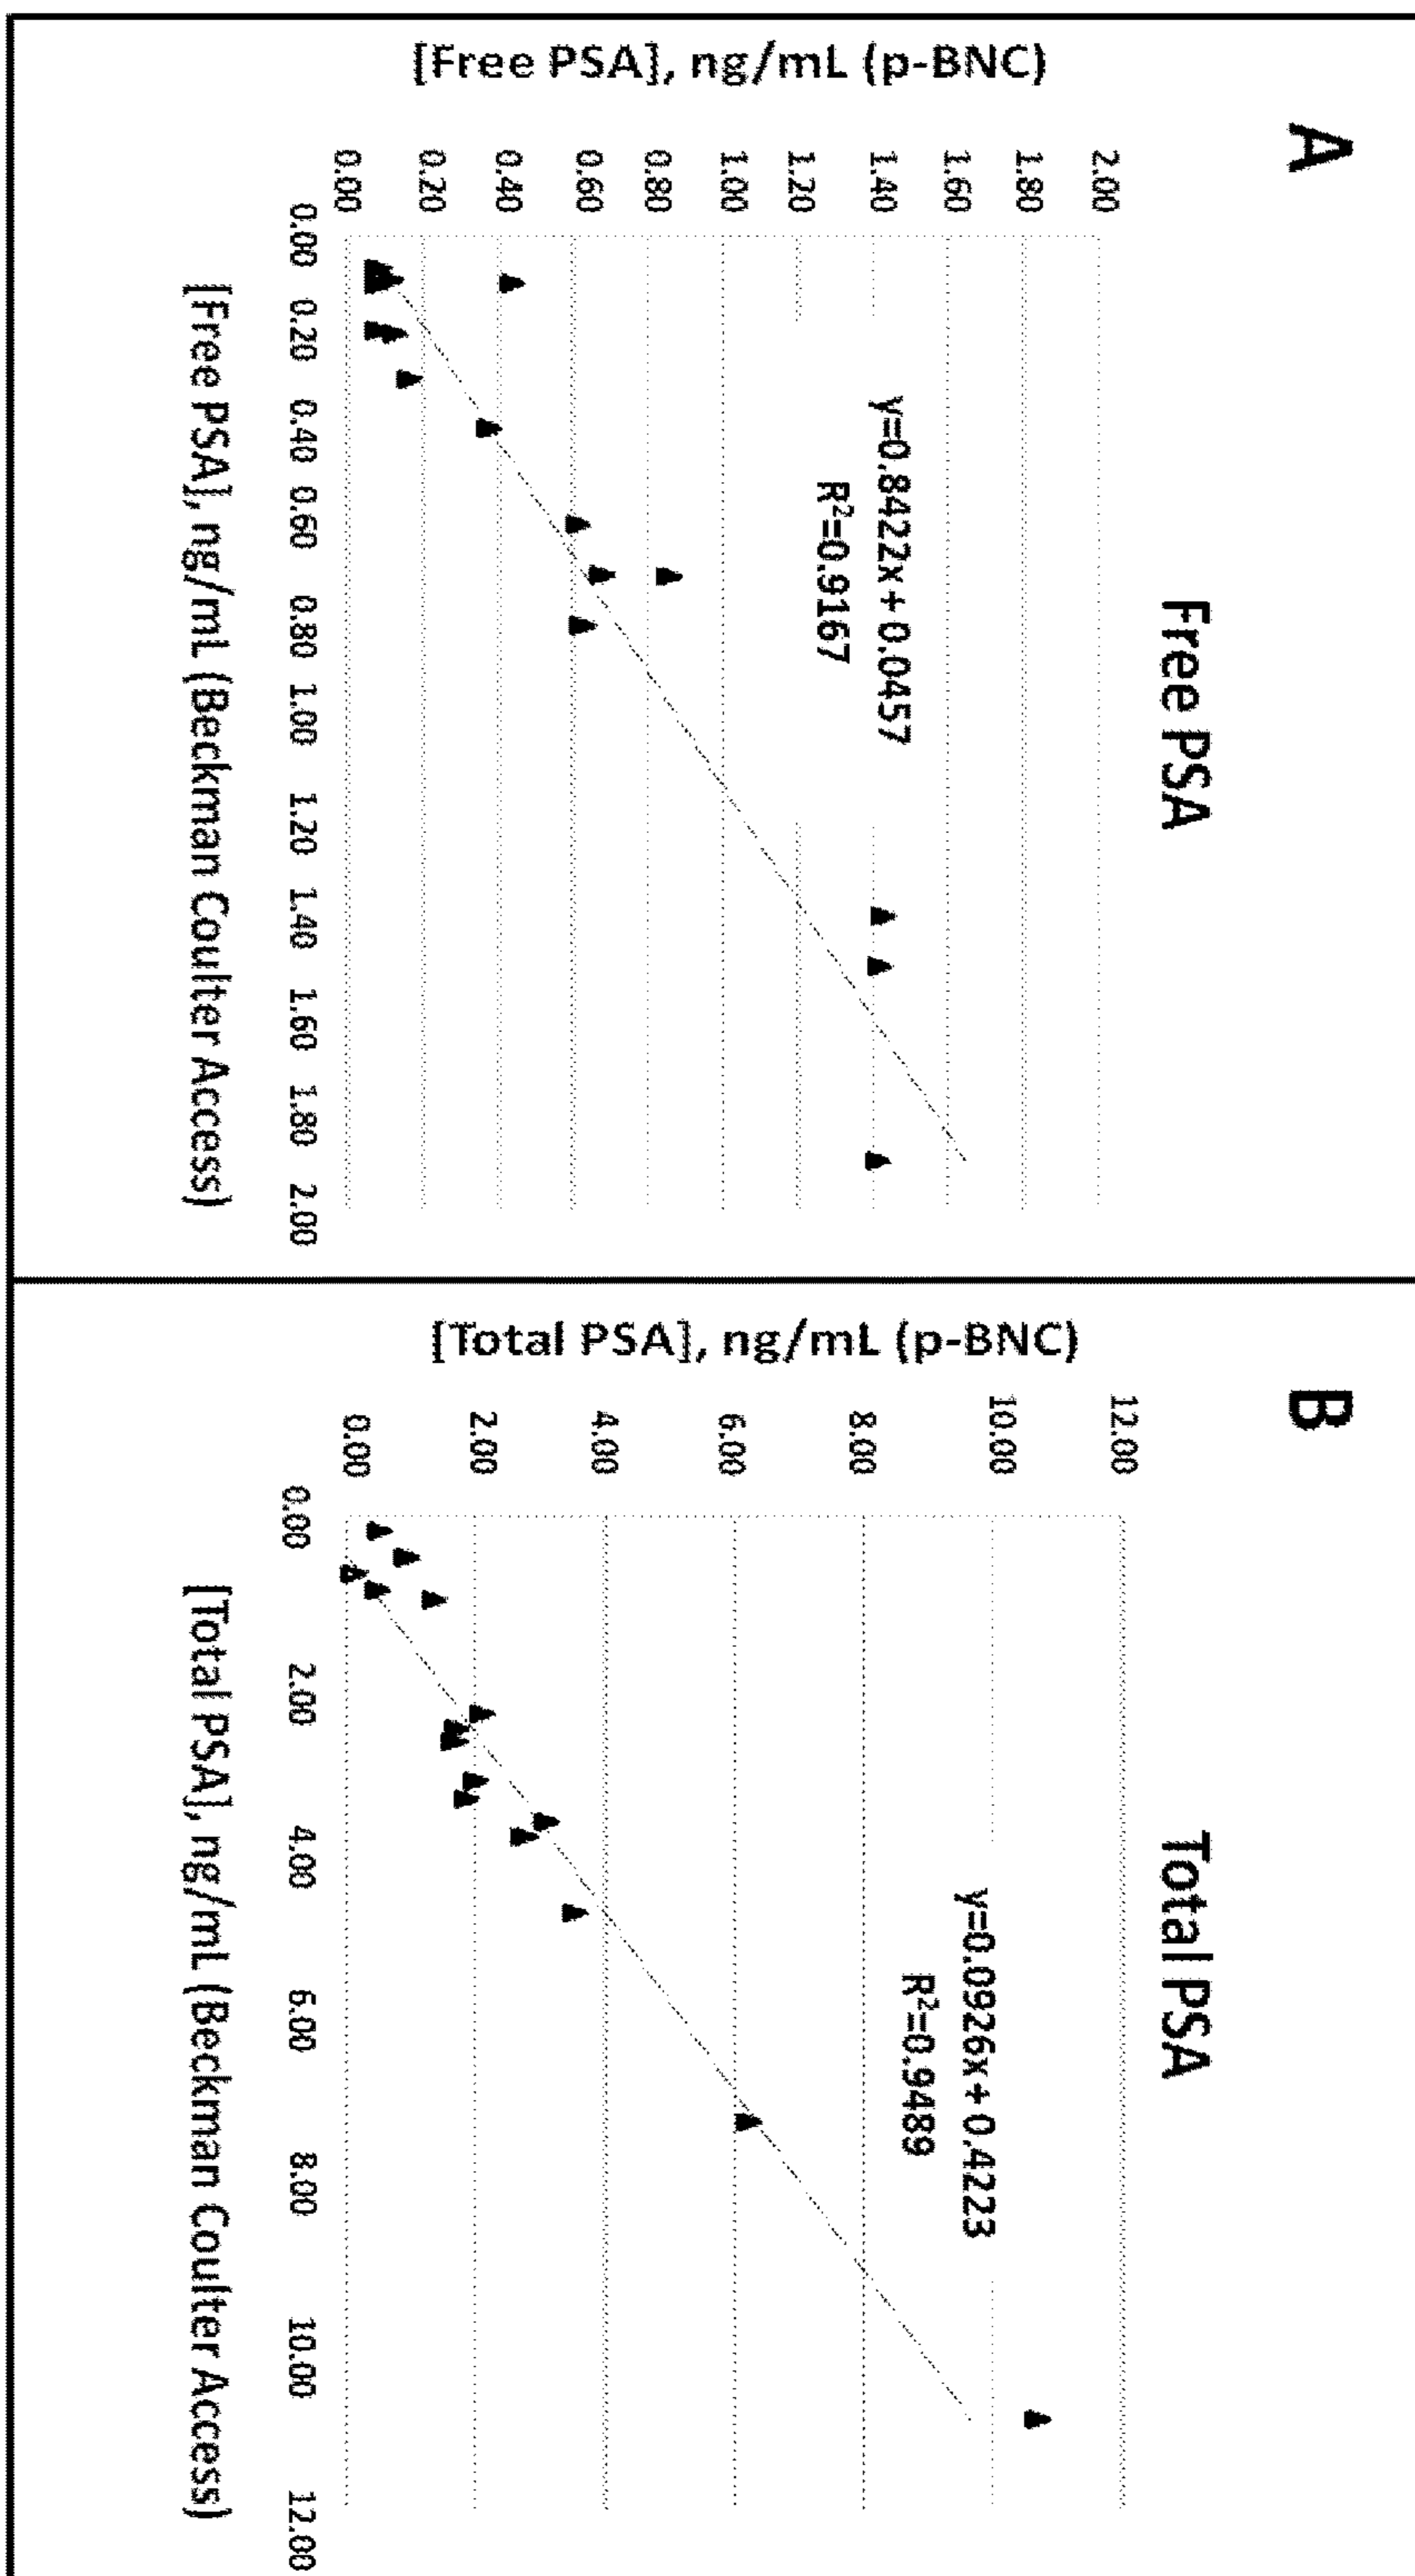 A
Free PSA
[Free PSA], ng/mL (p-BNC)
2.00
1.80
1.60
1.40
1.20
1.00
0.80
0.60
0.40
0.20
0.00
y=0.8422x + 0.0457
R²=0.9167
0.00 0.20 0.40 0.60 0.80 1.00 1.20 1.40 1.60 1.80 2.00
[Free PSA], ng/mL (Beckman Coulter Access)
B
Total PSA
[Total PSA], ng/mL (p-BNC)
12.00
10.00
8.00
6.00
4.00
2.00
0.00
y=0.0926x + 0.4223
R²=0.9489
0.00 2.00 4.00 6.00 8.00 10.00 12.00
[Total PSA], ng/mL (Beckman Coulter Access)